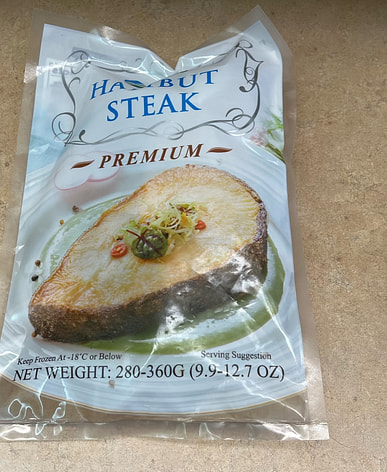 HALIBUT
STEAK
PREMIUM
Keep Frozen At -18°C or Below
Serving Suggestion
NET WEIGHT: 280-360G (9.9-12.7 OZ)